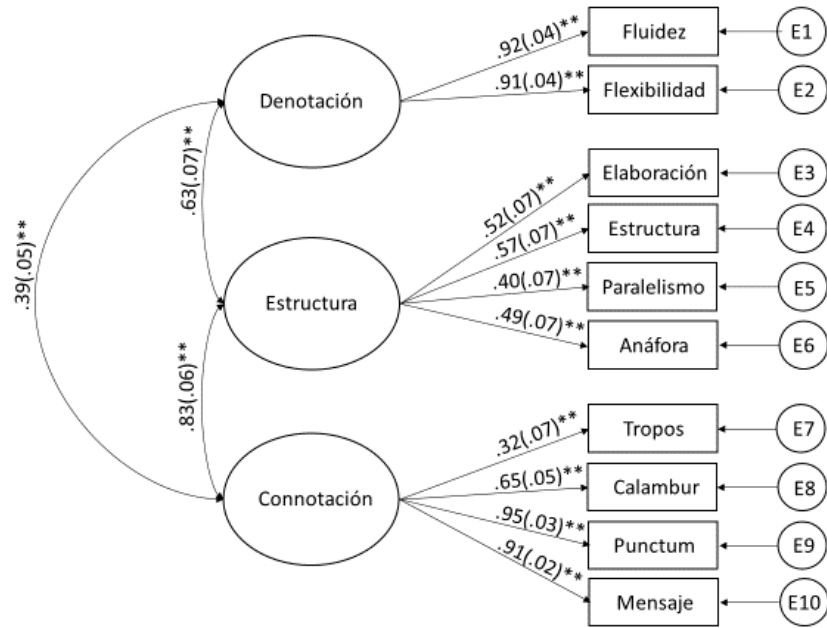 Denotación
Estructura
Connotación
.39(.05)**
.63(.07)**
.83(.06)**
.92(.04)**
Fluidez
E1
.91(.04)**
Flexibilidad
E2
.52(.07)**
Elaboración
E3
.57(.07)**
Estructura
E4
.40(.07)**
Paralelismo
E5
.49(.07)**
Anáfora
E6
.32(.07)**
Tropos
E7
.65(.05)**
Calambur
E8
.95(.03)**
Punctum
E9
.91(.02)**
Mensaje
E10